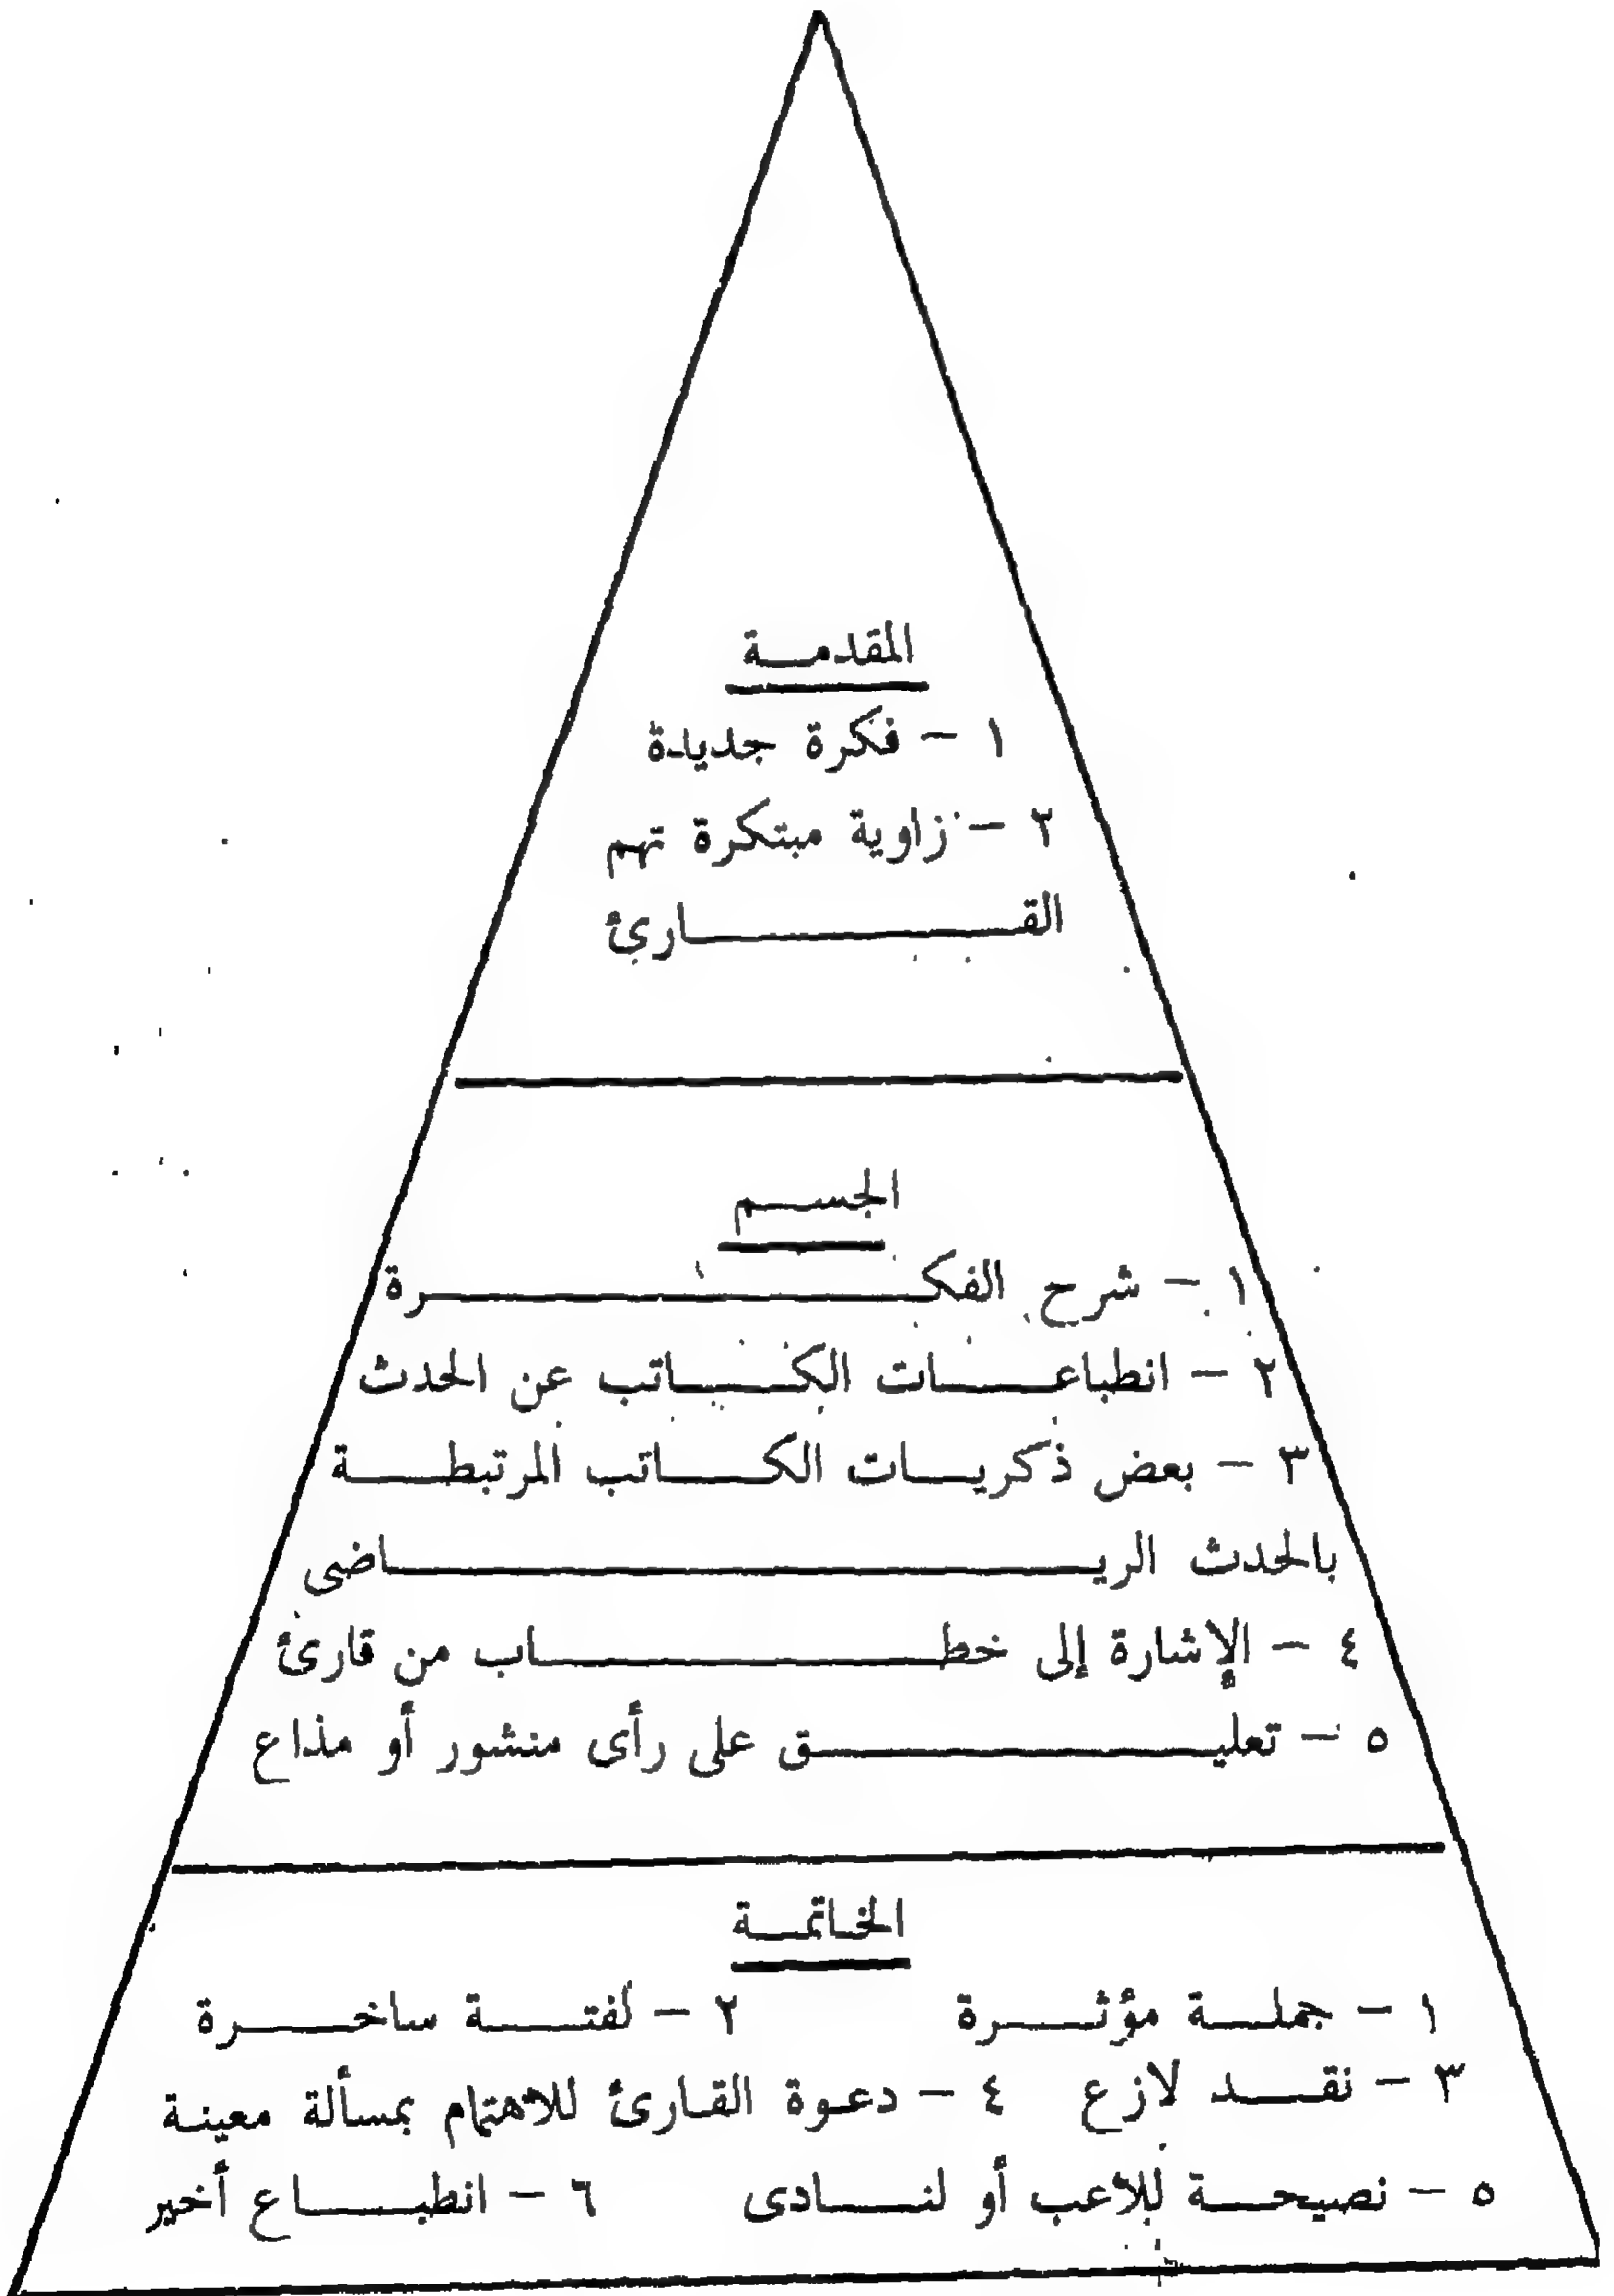 المقدمة
١ - فكرة جديدة
٢ - زاوية مبتكرة تهم
القارئ
الجسم
١ - شرح الفكرة
٢ - انطباعات الكاتب عن الحدث
٣ - بعض ذكريات الكاتب المرتبطة
بالحدث الرياضى
٤ - الإشارة إلى خطاب من قارئ
٥ - تعليق على رأى منشور أو مذاع
الخاتمة
١ - جملة مؤثرة ٢ - لفتة ساخرة
٣ - نقد لازع ٤ - دعوة القارئ للاهتمام بمسألة معينة
٥ - نصيحة للاعب أو لنادى ٦ - انطباع أخير